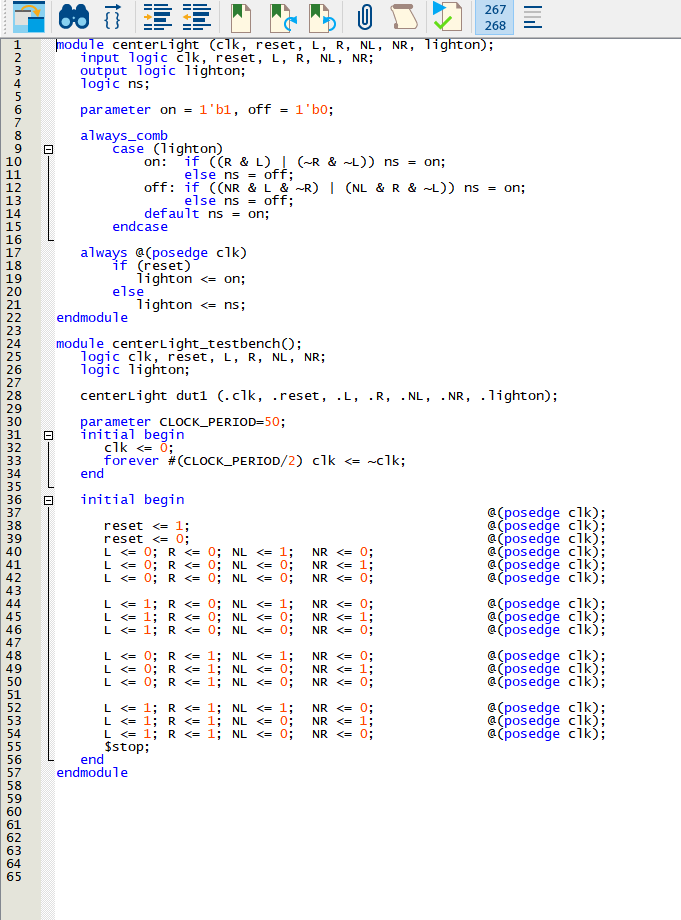 267
268
1 module centerLight (clk, reset, L, R, NL, NR, lighton);
2 input logic clk, reset, L, R, NL, NR;
3 output logic lighton;
4 logic ns;
5
6 parameter on = 1'b1, off = 1'b0;
7
8 always_comb
9 case (lighton)
10 on: if ((R & L) | (~R & ~L)) ns = on;
11 else ns = off;
12 off: if ((NR & L & ~R) | (NL & R & ~L)) ns = on;
13 else ns = off;
14 default ns = on;
15 endcase
16
17 always @(posedge clk)
18 if (reset)
19 lighton <= on;
20 else
21 lighton <= ns;
22 endmodule
23
24 module centerLight_testbench();
25 logic clk, reset, L, R, NL, NR;
26 logic lighton;
27
28 centerLight dut1 (.clk, .reset, .L, .R, .NL, .NR, .lighton);
29
30 parameter CLOCK_PERIOD=50;
31 initial begin
32 clk <= 0;
33 forever #(CLOCK_PERIOD/2) clk <= ~clk;
34 end
35
36 initial begin
37 @(posedge clk);
38 reset <= 1; @(posedge clk);
39 reset <= 0; @(posedge clk);
40 L <= 0; R <= 0; NL <= 1; NR <= 0; @(posedge clk);
41 L <= 0; R <= 0; NL <= 0; NR <= 1; @(posedge clk);
42 L <= 0; R <= 0; NL <= 0; NR <= 0; @(posedge clk);
43
44 L <= 1; R <= 0; NL <= 1; NR <= 0; @(posedge clk);
45 L <= 1; R <= 0; NL <= 0; NR <= 1; @(posedge clk);
46 L <= 1; R <= 0; NL <= 0; NR <= 0; @(posedge clk);
47
48 L <= 0; R <= 1; NL <= 1; NR <= 0; @(posedge clk);
49 L <= 0; R <= 1; NL <= 0; NR <= 1; @(posedge clk);
50 L <= 0; R <= 1; NL <= 0; NR <= 0; @(posedge clk);
51
52 L <= 1; R <= 1; NL <= 1; NR <= 0; @(posedge clk);
53 L <= 1; R <= 1; NL <= 0; NR <= 1; @(posedge clk);
54 L <= 1; R <= 1; NL <= 0; NR <= 0; @(posedge clk);
55 $stop;
56 end
57 endmodule
58
59
60
61
62
63
64
65